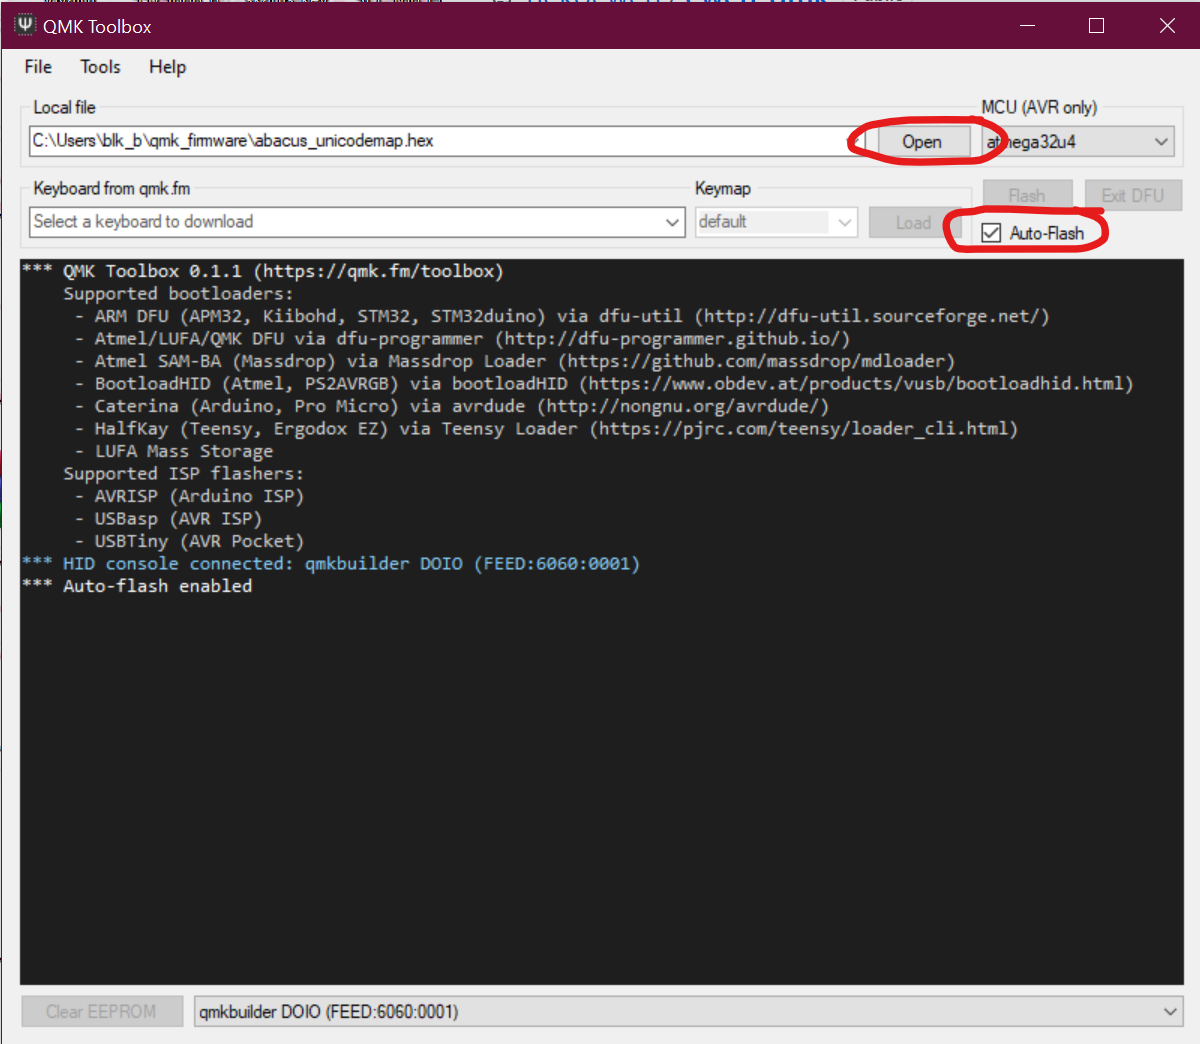 QMK Toolbox
File Tools Help
Local file
MCU (AVR only)
C:\Users\blk_b\qmk_firmware\abacus_unicodemap.hex
Open
Keyboard from qmk.fm
Keymap
Flash
Exit DFU
Select a keyboard to download
default
Load
Auto-Flash
*** QMK Toolbox 0.1.1 (https://qmk.fm/toolbox)
Supported bootloaders:
- ARM DFU (APM32, Kiibohd, STM32, STM32duino) via dfu-util (http://dfu-util.sourceforge.net/)
- Atmel/LUFA/QMK DFU via dfu-programmer (http://dfu-programmer.github.io/)
- Atmel SAM-BA (Massdrop) via Massdrop Loader (https://github.com/massdrop/mdloader)
- BootloadHID (Atmel, PS2AVRGB) via bootloadHID (https://www.obdev.at/products/vusb/bootloadhid.html)
- Caterina (Arduino, Pro Micro) via avrdude (http://nongnu.org/avrdude/)
- HalfKay (Teensy, Ergodox EZ) via Teensy Loader (https://pjrc.com/teensy/loader_cli.html)
- LUFA Mass Storage
Supported ISP flashers:
- AVRISP (Arduino ISP)
- USBasp (AVR ISP)
- USBTiny (AVR Pocket)
*** HID console connected: qmkbuilder DOIO (FEED:6060:0001)
*** Auto-flash enabled
Clear EEPROM
qmkbuilder DOIO (FEED:6060:0001)